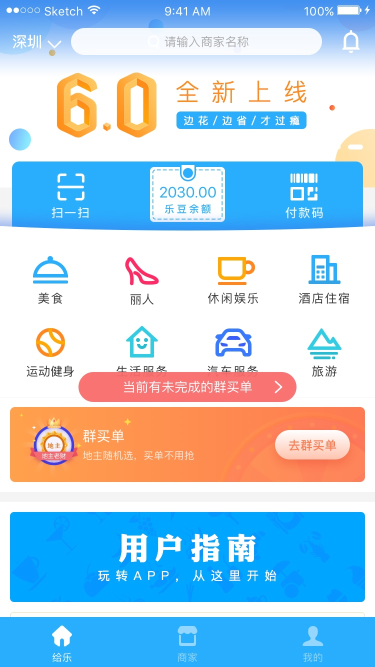 Sketch 9:41 AM 100%
深圳 请输入商家名称
6.0 全新上线
边花/边省/才过瘾
2030.00
扫一扫 乐豆余额 付款码
美食 丽人 休闲娱乐 酒店住宿
运动健身 生活服务 汽车服务 旅游
当前有未完成的群买单
群买单
地主随机选，买单不用抢
去群买单
地主
地主老财
用户指南
玩转APP，从这里开始
给乐 商家 我的